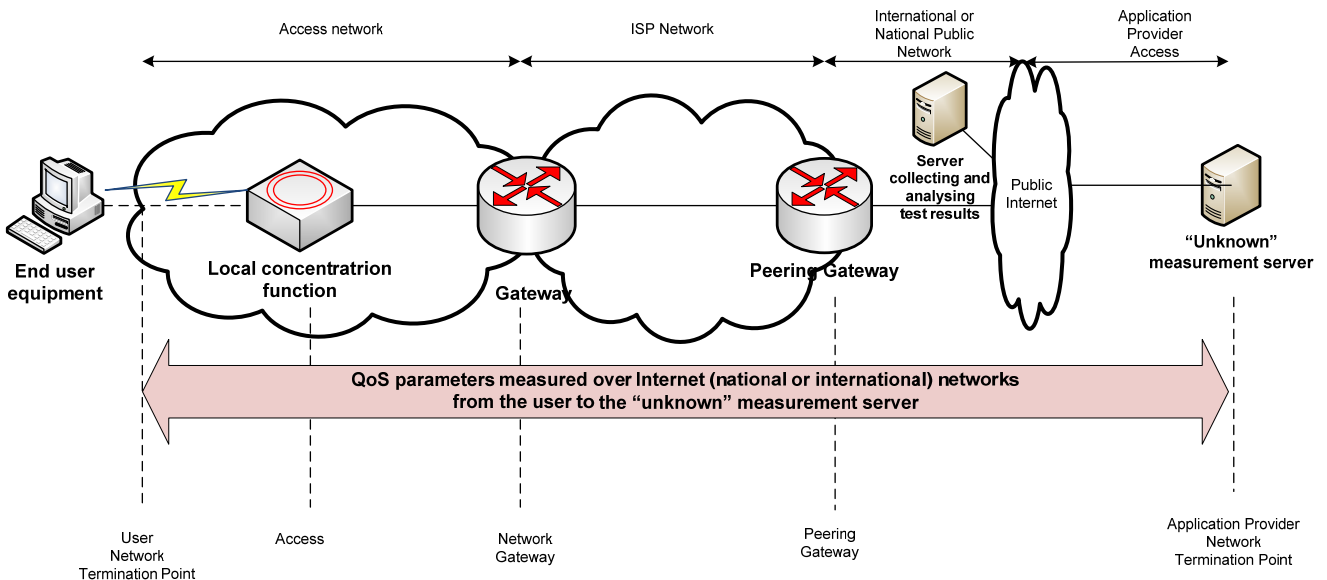 Access network
ISP Network
International or
National Public
Network
Application
Provider
Access
Server
collecting and
analysing
test results
Public
Internet
End user
equipment
Local concentratrion
function
Gateway
Peering Gateway
“Unknown”
measurement server
QoS parameters measured over Internet (national or international) networks
from the user to the “unknown” measurement server
User
Network
Termination Point
Access
Network
Gateway
Peering
Gateway
Application Provider
Network
Termination Point